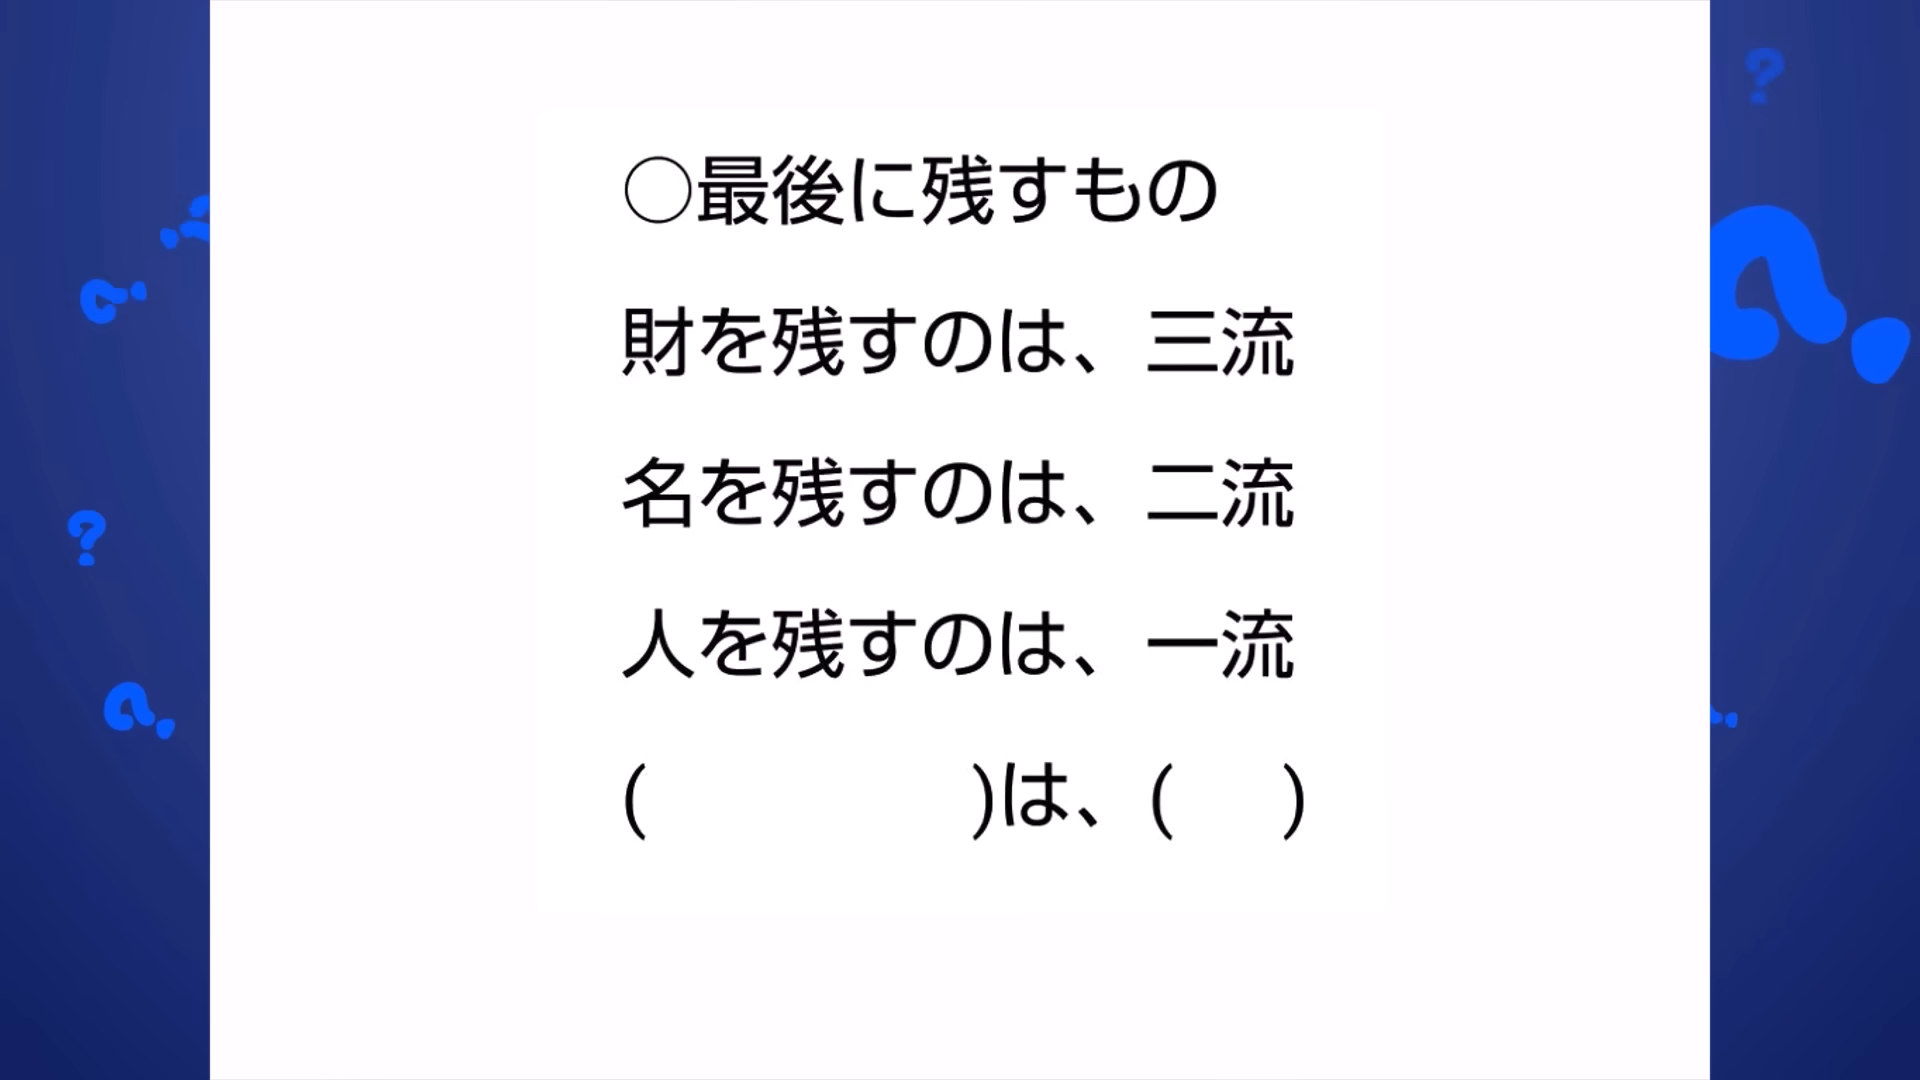 ○最後に残すもの
財を残すのは、三流
名を残すのは、二流
人を残すのは、一流
(　　　　)は、(　)